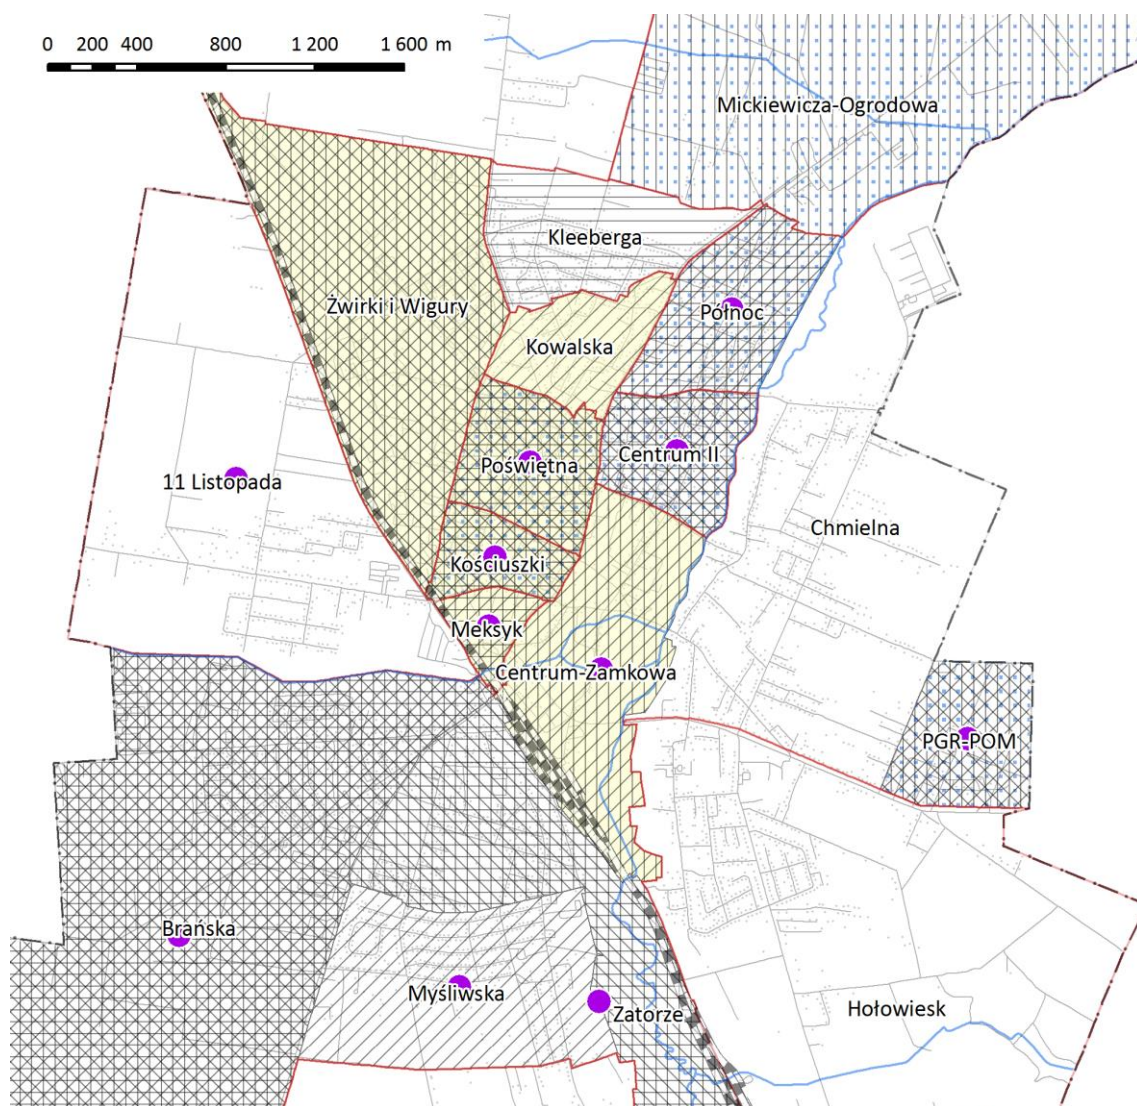 0 200 400 800 1 200 1 600 m
Mickiewicza-Ogrodowa
Kleeberga
Żwirki i Wigury
Północ
Kowalska
Centrum II
Poświętna
11 Listopada
Chmielna
Kościuszki
Meksyk
Centrum-Zamkowa
PGR-POM
Brańska
Myśliwska
Hołowiesk
Zatorze